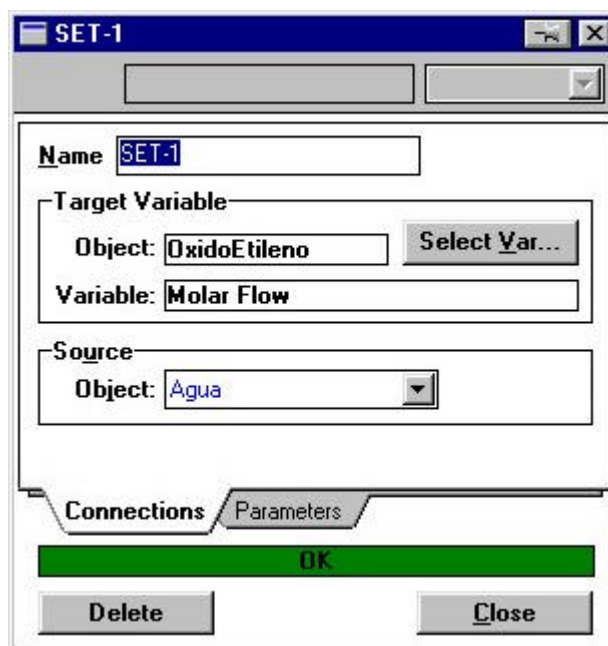 SET-1
Name SET-1
Target Variable
Object: OxidoEtileno Select Var...
Variable: Molar Flow
Source
Object: Agua
Connections Parameters
OK
Delete Close